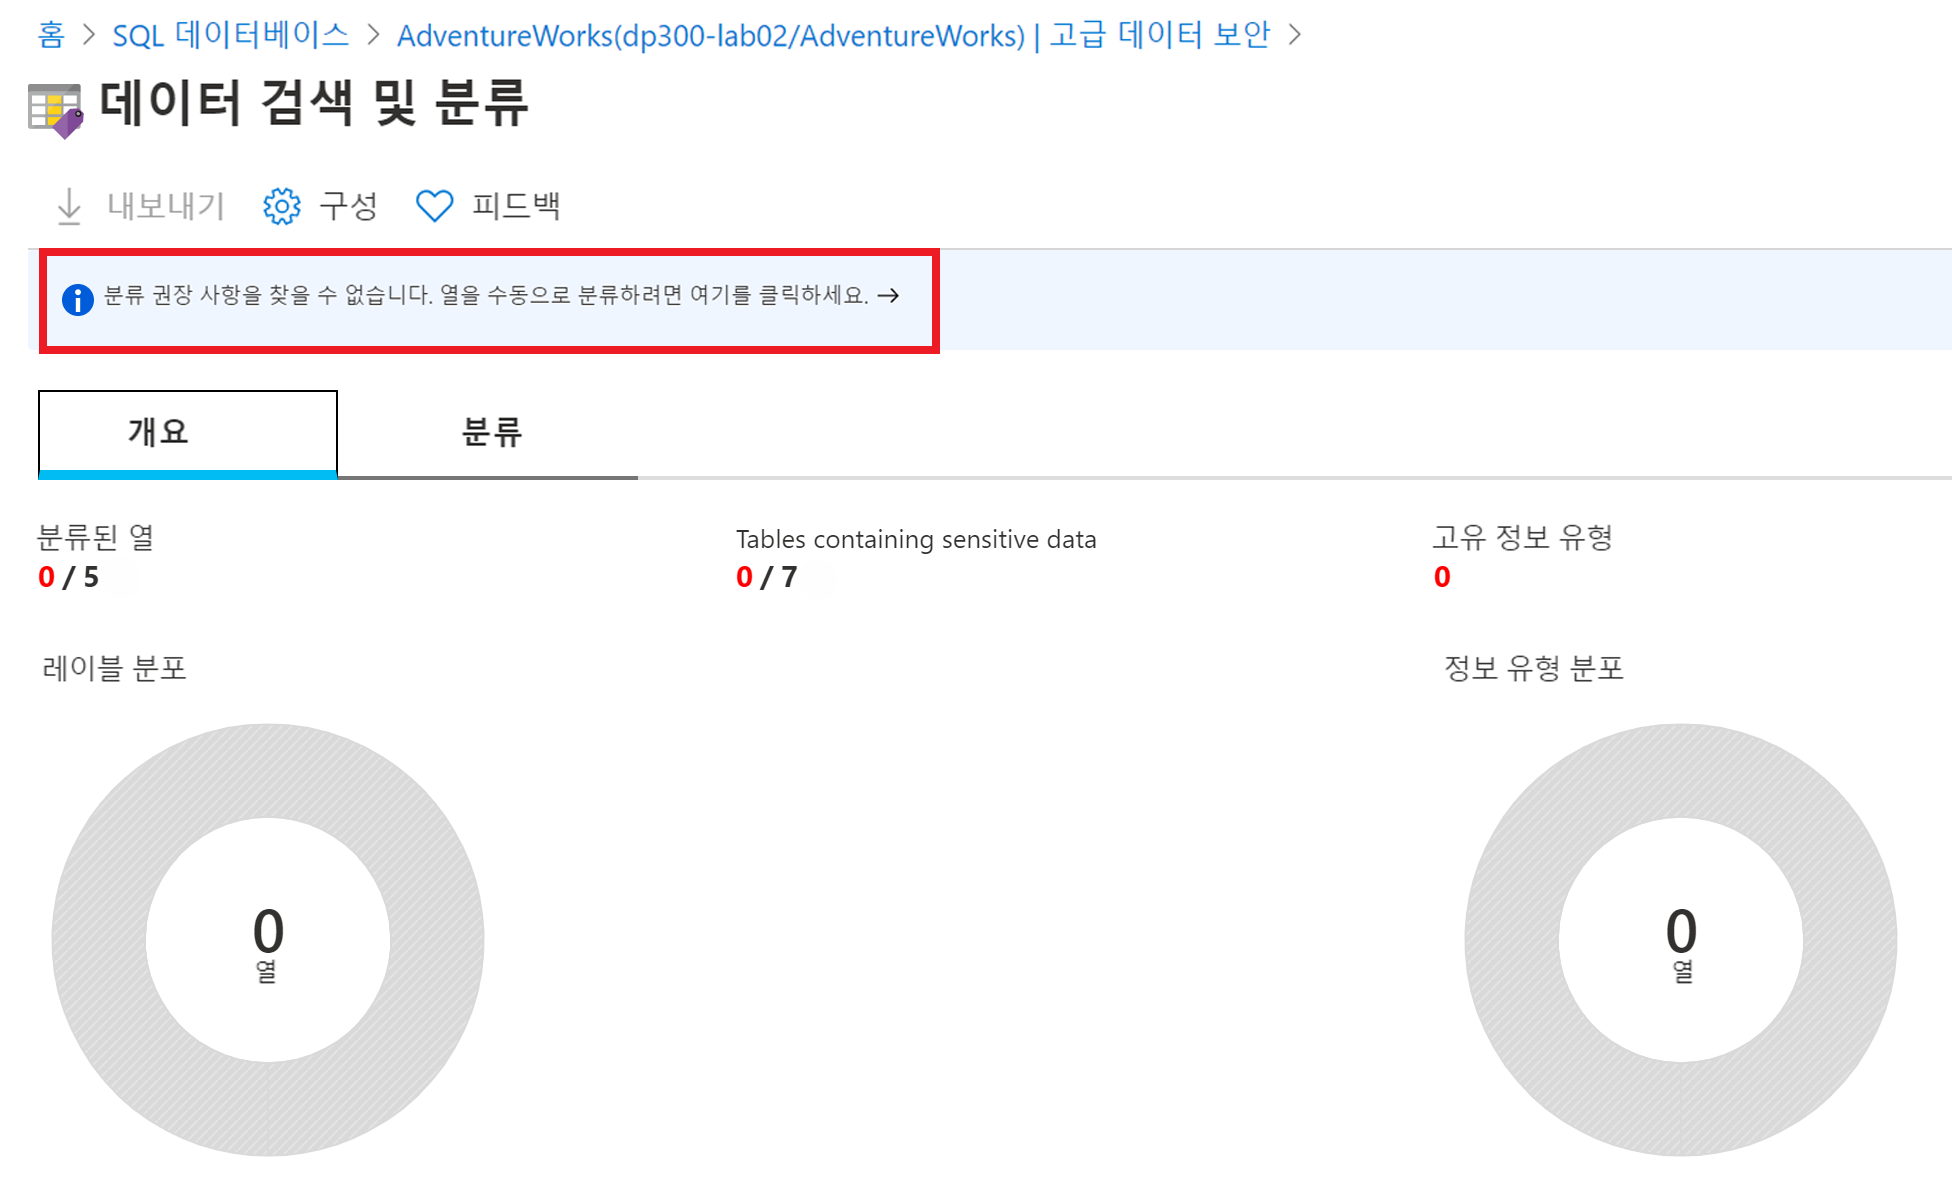 홈 > SQL 데이터베이스 > AdventureWorks(dp300-lab02/AdventureWorks) | 고급 데이터 보안 >
데이터 검색 및 분류
내보내기 구성 피드백
분류 권장 사항을 찾을 수 없습니다. 열을 수동으로 분류하려면 여기를 클릭하세요. →
개요 분류
분류된 열 Tables containing sensitive data 고유 정보 유형
0 / 5 0 / 7 0
레이블 분포 정보 유형 분포
0 0
열 열